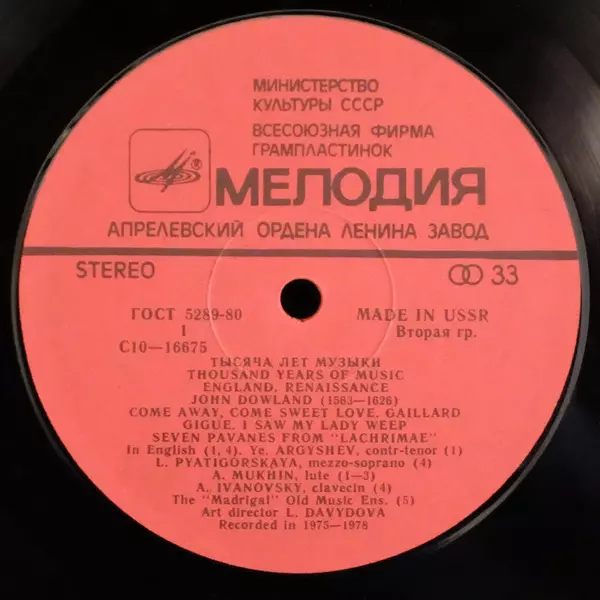 МИНИСТЕРСТВО
КУЛЬТУРЫ СССР
ВСЕСОЮЗНАЯ ФИРМА
ГРАМПЛАСТИНОК
®
МЕЛОДИЯ
АПРЕЛЕВСКИЙ ОРДЕНА ЛЕНИНА ЗАВОД
STEREO 33
ГОСТ 5289-80 MADE IN USSR
1 Вторая гр.
С10—16675
ТЫСЯЧА ЛЕТ МУЗЫКИ
THOUSAND YEARS OF MUSIC
ENGLAND. RENAISSANCE
JOHN DOWLAND (1563—1626)
COME AWAY, COME SWEET LOVE. GAILLARD
GIGUE. I SAW MY LADY WEEP
SEVEN PAVANES FROM "LACHRIMAE"
In English (1, 4). Ye. ARGYSHEV, contr-tenor (1)
L. PYATIGORSKAYA, mezzo-soprano (4)
A. MUKHIN, lute (1—3)
A. IVANOVSKY, clavecin (4)
The "Madrigal" Old Music Ens. (5)
Art director L. DAVYDOVA
Recorded in 1975—1978